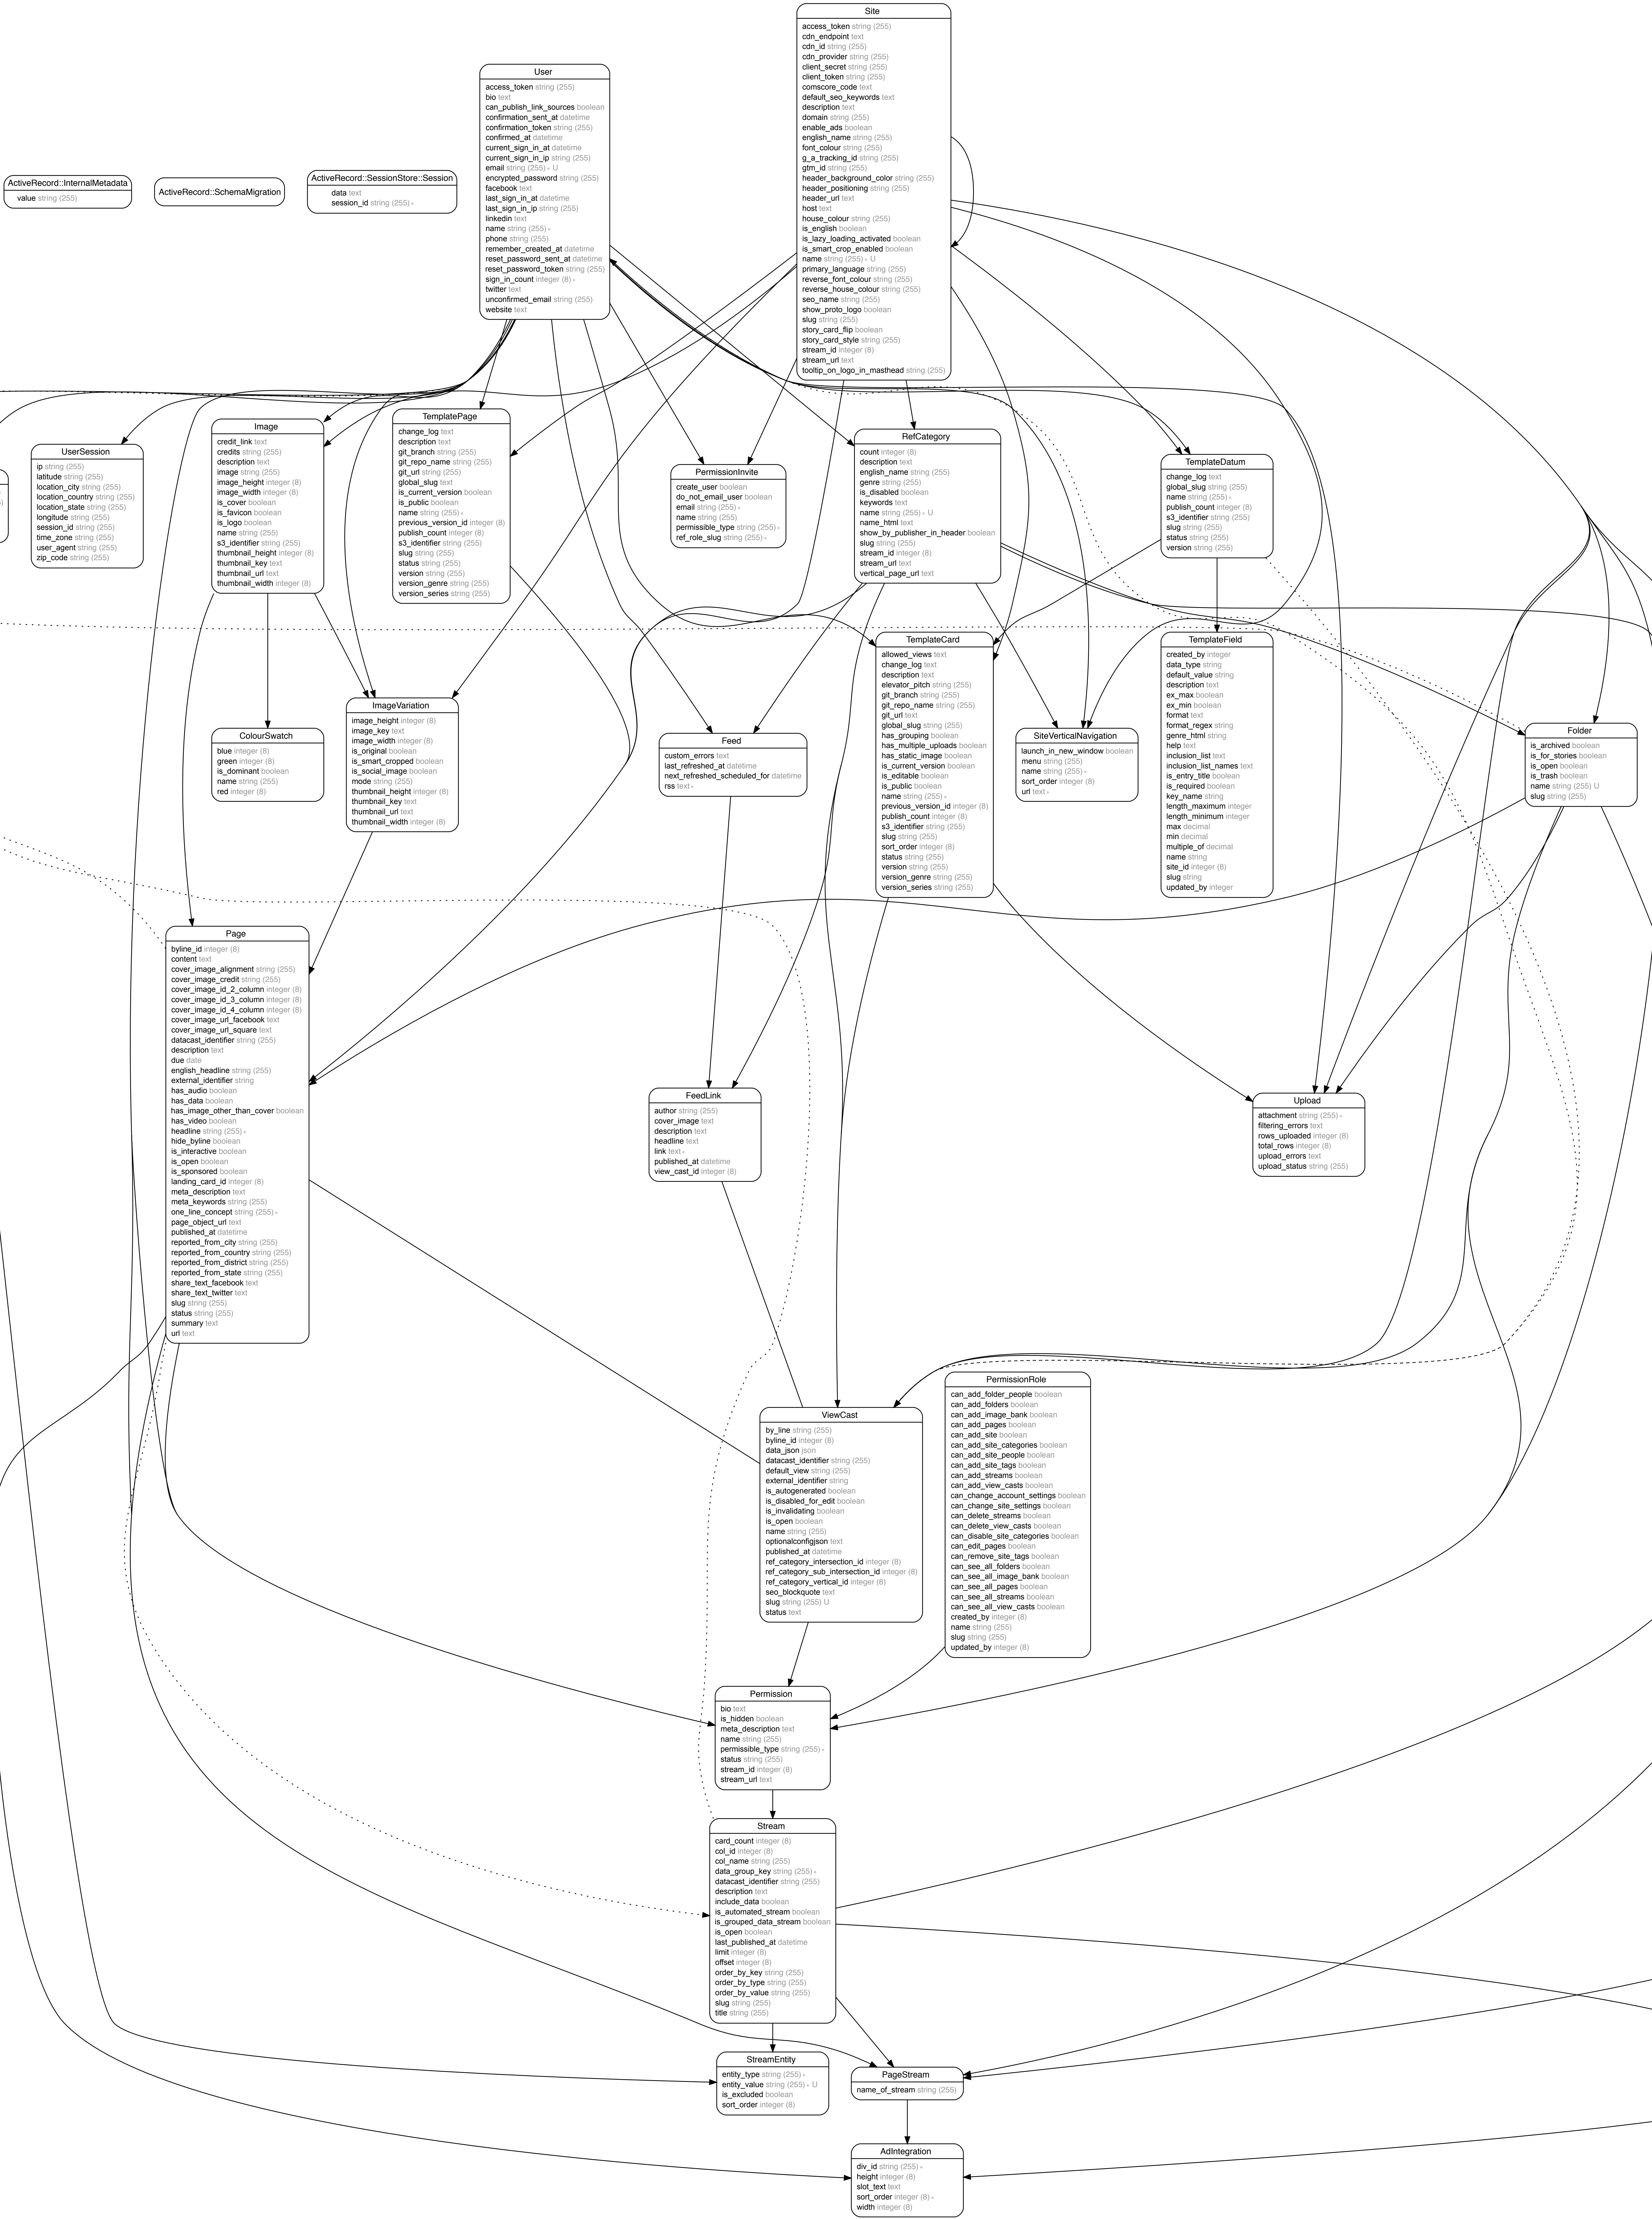 Site
access_token string (255)
cdn_endpoint text
cdn_id string (255)
cdn_provider string (255)
client_secret string (255)
client_token string (255)
comscore_code text
default_seo_keywords text
description text
domain string (255)
enable_ads boolean
english_name string (255)
font_colour string (255)
g_a_tracking_id string (255)
gtm_id string (255)
header_background_color string (255)
header_positioning string (255)
header_url text
host text
house_colour string (255)
is_english boolean
is_lazy_loading_activated boolean
is_smart_crop_enabled boolean
name string (255)∗ U
primary_language string (255)
reverse_font_colour string (255)
reverse_house_colour string (255)
seo_name string (255)
show_proto_logo boolean
slug string (255)
story_card_flip boolean
story_card_style string (255)
stream_id integer (8)
stream_url text
tooltip_on_logo_in_masthead string (255)
User
access_token string (255)
bio text
can_publish_link_sources boolean
confirmation_sent_at datetime
confirmation_token string (255)
confirmed_at datetime
current_sign_in_at datetime
current_sign_in_ip string (255)
email string (255)∗ U
encrypted_password string (255)
facebook text
last_sign_in_at datetime
last_sign_in_ip string (255)
linkedin text
name string (255)∗
phone string (255)
remember_created_at datetime
reset_password_sent_at datetime
reset_password_token string (255)
sign_in_count integer (8)∗
twitter text
unconfirmed_email string (255)
website text
ActiveRecord::InternalMetadata
value string (255)
ActiveRecord::SchemaMigration
ActiveRecord::SessionStore::Session
data text
session_id string (255)∗
UserSession
ip string (255)
latitude string (255)
location_city string (255)
location_country string (255)
location_state string (255)
longitude string (255)
session_id string (255)
time_zone string (255)
user_agent string (255)
zip_code string (255)
Image
credit_link text
credits string (255)
description text
image string (255)
image_height integer (8)
image_width integer (8)
is_cover boolean
is_favicon boolean
is_logo boolean
name string (255)
s3_identifier string (255)
thumbnail_height integer (8)
thumbnail_key text
thumbnail_url text
thumbnail_width integer (8)
TemplatePage
change_log text
description text
git_branch string (255)
git_repo_name string (255)
git_url string (255)
global_slug text
is_current_version boolean
is_public boolean
name string (255)∗
previous_version_id integer (8)
publish_count integer (8)
s3_identifier string (255)
slug string (255)
status string (255)
version string (255)
version_genre string (255)
version_series string (255)
PermissionInvite
create_user boolean
do_not_email_user boolean
email string (255)∗
name string (255)
permissible_type string (255)∗
ref_role_slug string (255)∗
RefCategory
count integer (8)
description text
english_name string (255)
genre string (255)
is_disabled boolean
keywords text
name string (255)∗ U
name_html text
show_by_publisher_in_header boolean
slug string (255)
stream_id integer (8)
stream_url text
vertical_page_url text
TemplateDatum
change_log text
global_slug string (255)
name string (255)∗
publish_count integer (8)
s3_identifier string (255)
slug string (255)
status string (255)
version string (255)
ColourSwatch
blue integer (8)
green integer (8)
is_dominant boolean
name string (255)
red integer (8)
ImageVariation
image_height integer (8)
image_key text
image_width integer (8)
is_original boolean
is_smart_cropped boolean
is_social_image boolean
mode string (255)
thumbnail_height integer (8)
thumbnail_key text
thumbnail_url text
thumbnail_width integer (8)
Feed
custom_errors text
last_refreshed_at datetime
next_refreshed_scheduled_for datetime
rss text∗
TemplateCard
allowed_views text
change_log text
description text
elevator_pitch string (255)
git_branch string (255)
git_repo_name string (255)
git_url text
global_slug string (255)
has_grouping boolean
has_multiple_uploads boolean
has_static_image boolean
is_current_version boolean
is_editable boolean
is_public boolean
name string (255)∗
previous_version_id integer (8)
publish_count integer (8)
s3_identifier string (255)
slug string (255)
sort_order integer (8)
status string (255)
version string (255)
version_genre string (255)
version_series string (255)
SiteVerticalNavigation
launch_in_new_window boolean
menu string (255)
name string (255)∗
sort_order integer (8)
url text∗
TemplateField
created_by integer
data_type string
default_value string
description text
ex_max boolean
ex_min boolean
format text
format_regex string
genre_html string
help text
inclusion_list text
inclusion_list_names text
is_entry_title boolean
is_required boolean
key_name string
length_maximum integer
length_minimum integer
max decimal
min decimal
multiple_of decimal
name string
site_id integer (8)
slug string
updated_by integer
Folder
is_archived boolean
is_for_stories boolean
is_open boolean
is_trash boolean
name string (255) U
slug string (255)
Page
byline_id integer (8)
content text
cover_image_alignment string (255)
cover_image_credit string (255)
cover_image_id_2_column integer (8)
cover_image_id_3_column integer (8)
cover_image_id_4_column integer (8)
cover_image_url_facebook text
cover_image_url_square text
datacast_identifier string (255)
description text
due date
english_headline string (255)
external_identifier string
has_audio boolean
has_data boolean
has_image_other_than_cover boolean
has_video boolean
headline string (255)∗
hide_byline boolean
is_interactive boolean
is_open boolean
is_sponsored boolean
landing_card_id integer (8)
meta_description text
meta_keywords string (255)
one_line_concept string (255)∗
page_object_url text
published_at datetime
reported_from_city string (255)
reported_from_country string (255)
reported_from_district string (255)
reported_from_state string (255)
share_text_facebook text
share_text_twitter text
slug string (255)
status string (255)
summary text
url text
FeedLink
author string (255)
cover_image text
description text
headline text
link text∗
published_at datetime
view_cast_id integer (8)
Upload
attachment string (255)∗
filtering_errors text
rows_uploaded integer (8)
total_rows integer (8)
upload_errors text
upload_status string (255)
ViewCast
by_line string (255)
byline_id integer (8)
data_json json
datacast_identifier string (255)
default_view string (255)
external_identifier string
is_autogenerated boolean
is_disabled_for_edit boolean
is_invalidating boolean
is_open boolean
name string (255)
optionalconfigjson text
published_at datetime
ref_category_intersection_id integer (8)
ref_category_sub_intersection_id integer (8)
ref_category_vertical_id integer (8)
seo_blockquote text
slug string (255) U
status text
PermissionRole
can_add_folder_people boolean
can_add_folders boolean
can_add_image_bank boolean
can_add_pages boolean
can_add_site boolean
can_add_site_categories boolean
can_add_site_people boolean
can_add_site_tags boolean
can_add_streams boolean
can_add_view_casts boolean
can_change_account_settings boolean
can_change_site_settings boolean
can_delete_streams boolean
can_delete_view_casts boolean
can_disable_site_categories boolean
can_edit_pages boolean
can_remove_site_tags boolean
can_see_all_folders boolean
can_see_all_image_bank boolean
can_see_all_pages boolean
can_see_all_streams boolean
can_see_all_view_casts boolean
created_by integer (8)
name string (255)
slug string (255)
updated_by integer (8)
Permission
bio text
is_hidden boolean
meta_description text
name string (255)
permissible_type string (255)∗
status string (255)
stream_id integer (8)
stream_url text
Stream
card_count integer (8)
col_id integer (8)
col_name string (255)
data_group_key string (255)∗
datacast_identifier string (255)
description text
include_data boolean
is_automated_stream boolean
is_grouped_data_stream boolean
is_open boolean
last_published_at datetime
limit integer (8)
offset integer (8)
order_by_key string (255)
order_by_type string (255)
order_by_value string (255)
slug string (255)
title string (255)
StreamEntity
entity_type string (255)∗
entity_value string (255)∗ U
is_excluded boolean
sort_order integer (8)
PageStream
name_of_stream string (255)
AdIntegration
div_id string (255)∗
height integer (8)
slot_text text
sort_order integer (8)∗
width integer (8)